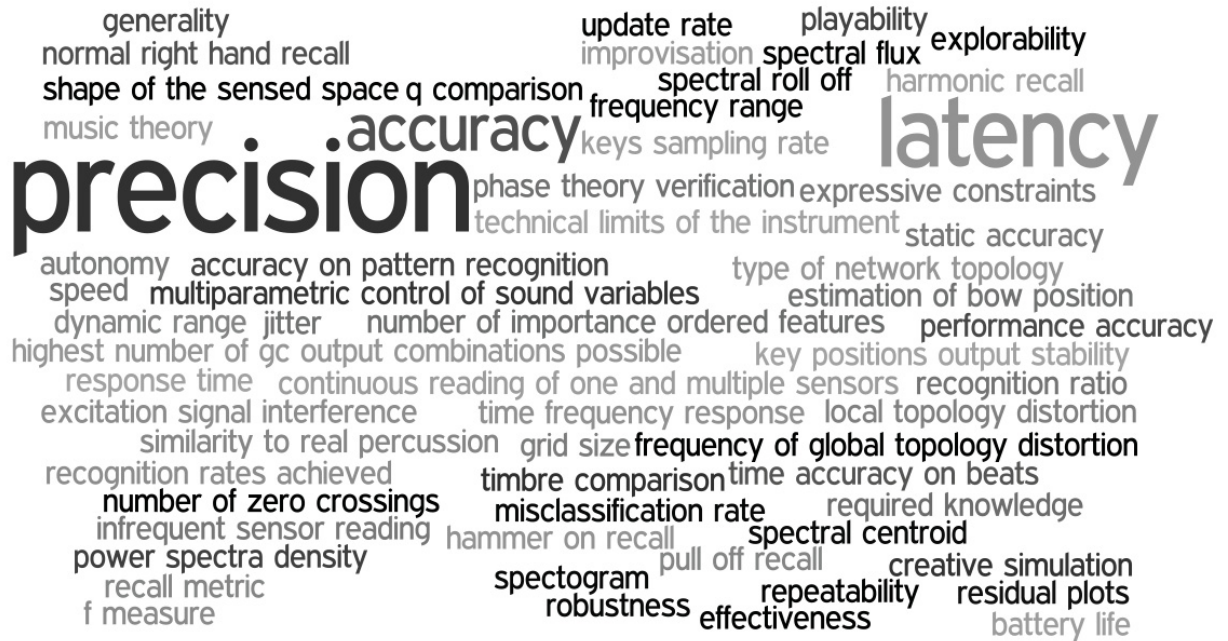 generality
update rate
playability
explorability
normal right hand recall
improvisation
spectral flux
shape of the sensed space
q comparison
spectral roll off
harmonic recall
frequency range
music theory
accuracy
keys sampling rate
latency
precision
phase theory verification
expressive constraints
technical limits of the instrument
static accuracy
autonomy
accuracy on pattern recognition
type of network topology
speed
multiparametric control of sound variables
estimation of bow position
dynamic range
jitter
number of importance ordered features
performance accuracy
highest number of gc output combinations possible
key positions output stability
response time
continuous reading of one and multiple sensors
recognition ratio
excitation signal interference
time frequency response
local topology distortion
similarity to real percussion
grid size
frequency of global topology distortion
recognition rates achieved
timbre comparison
time accuracy on beats
number of zero crossings
misclassification rate
required knowledge
infrequent sensor reading
hammer on recall
spectral centroid
power spectra density
pull off recall
creative simulation
recall metric
spectogram
repeatability
residual plots
f measure
robustness
effectiveness
battery life